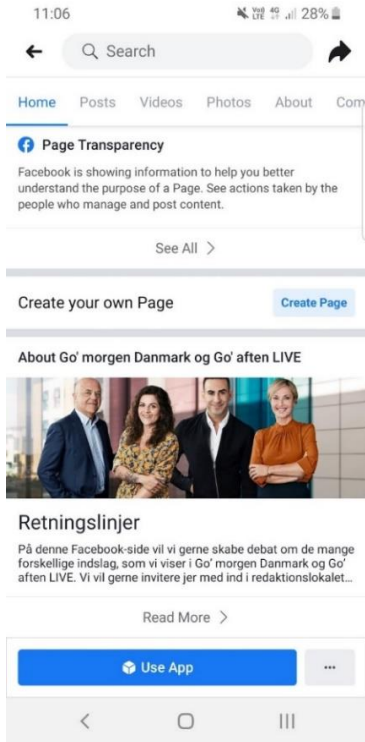 11:06 Vo)) LTE 4G 28%
Search
Home Posts Videos Photos About Com
Page Transparency
Facebook is showing information to help you better
understand the purpose of a Page. See actions taken by the
people who manage and post content.
See All >
Create your own Page Create Page
About Go' morgen Danmark og Go' aften LIVE
Retningslinjer
På denne Facebook-side vil vi gerne skabe debat om de mange
forskellige indslag, som vi viser i Go' morgen Danmark og Go'
aften LIVE. Vi vil gerne invitere jer med ind i redaktionslokalet...
Read More >
Use App ...